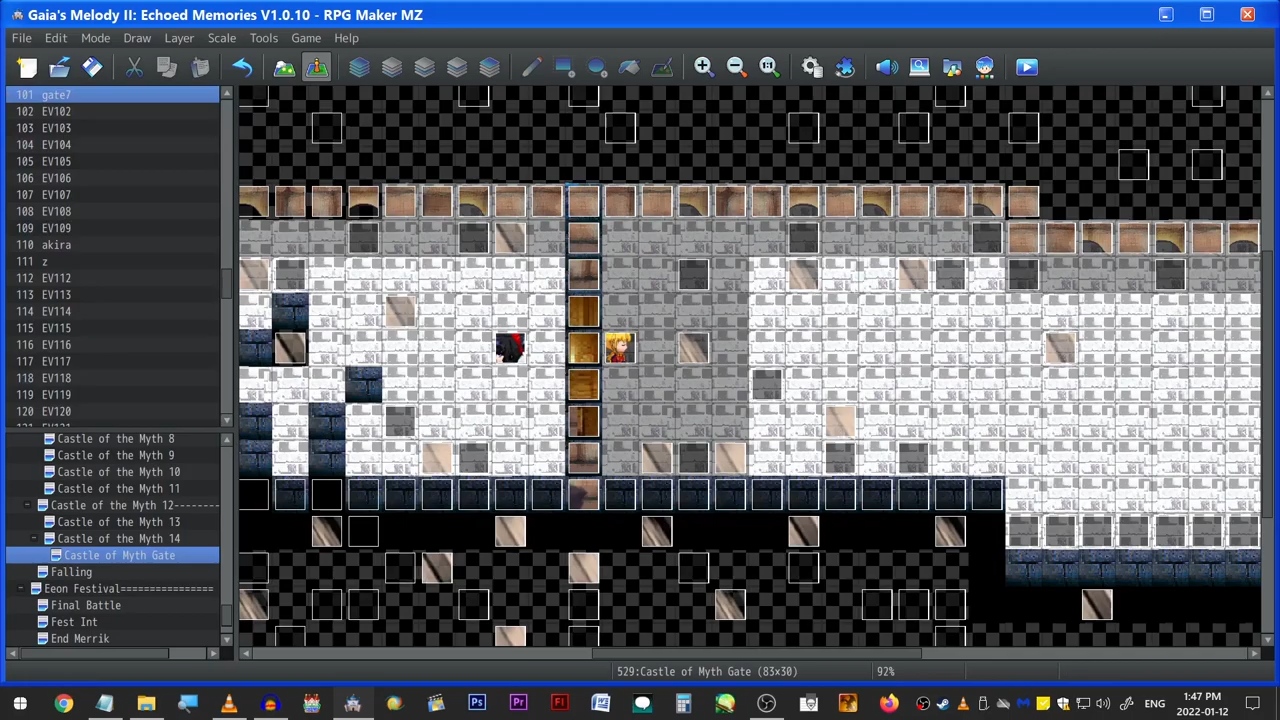 Gaia's Melody II: Echoed Memories V1.0.10 - RPG Maker MZ
File Edit Mode Draw Layer Scale Tools Game Help
1:1
101 gate7
102 EV102
103 EV103
104 EV104
105 EV105
106 EV106
107 EV107
108 EV108
109 EV109
110 akira
111 z
112 EV112
113 EV113
114 EV114
115 EV115
116 EV116
117 EV117
118 EV118
119 EV119
120 EV120
Castle of the Myth 8
Castle of the Myth 9
Castle of the Myth 10
Castle of the Myth 11
Castle of the Myth 12--------
Castle of the Myth 13
Castle of the Myth 14
Castle of Myth Gate
Falling
Eeon Festival================
Final Battle
Fest Int
End Merrik
529:Castle of Myth Gate (83x30) 92%
Ps Pr Fl W
ENG
1:47 PM
2022-01-12